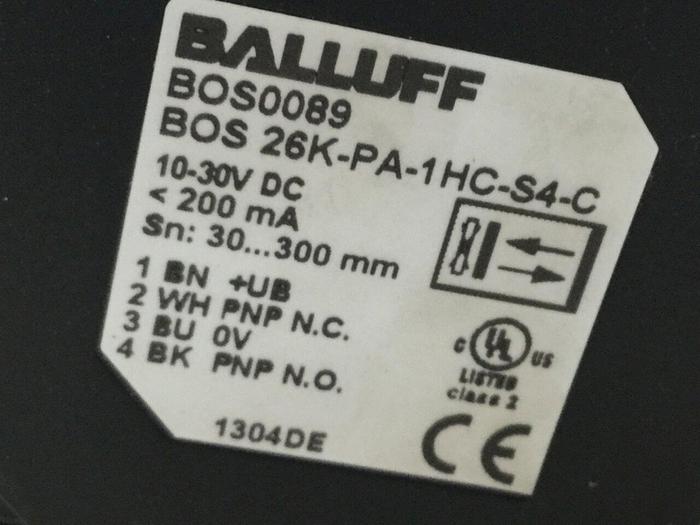 BALLUFF
BOS0089
BOS 26K-PA-1HC-S4-C
10-30V DC
< 200 mA
Sn: 30...300 mm
1 BN +UB
2 WH PNP N.C.
3 BU 0V
4 BK PNP N.O.
C UL US
LISTED
class 2
1304DE
CE